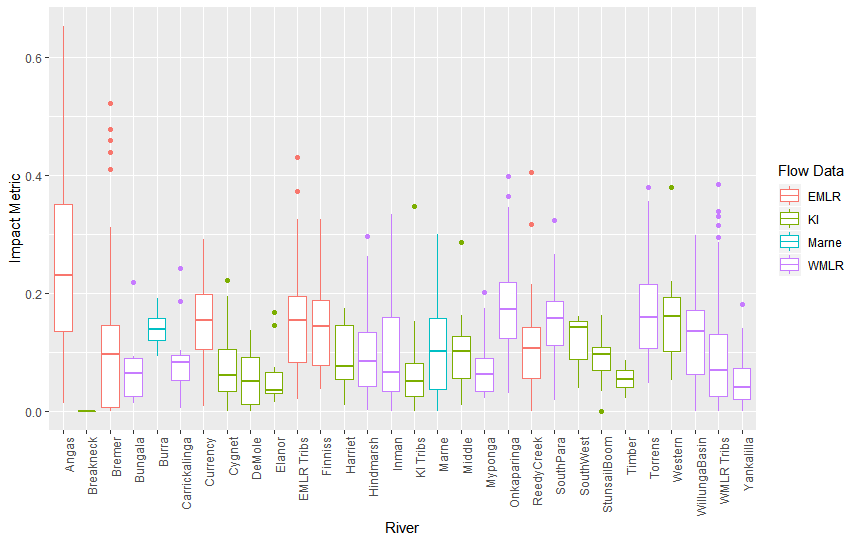 0.6
0.4
0.2
0.0
Impact Metric
Angas
Breakneck
Bremer
Bungala
Burra
Carrickalinga
Currency
Cygnet
DeMole
Elanor
EMLR Tribs
Finniss
Harriet
Hindmarsh
Inman
KI Tribs
Marne
Middle
Myponga
Onkaparinga
ReedyCreek
SouthPara
SouthWest
StunsailBoom
Timber
Torrens
Western
WillungaBasin
WMLR Tribs
Yankalilla
River
Flow Data
EMLR
KI
Marne
WMLR